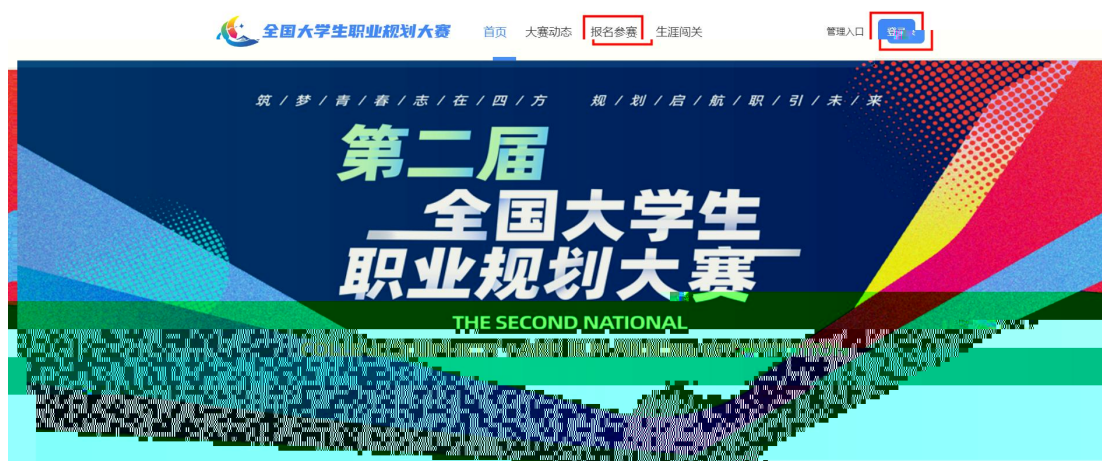 全国大学生职业规划大赛 首页 大赛动态 报名参赛 生涯闯关 管理入口
筑/梦/青/春/志/在/四/方 规/划/启/航/职/引/未/来
第二届
全国大学生
职业规划大赛
THE SECOND NATIONAL